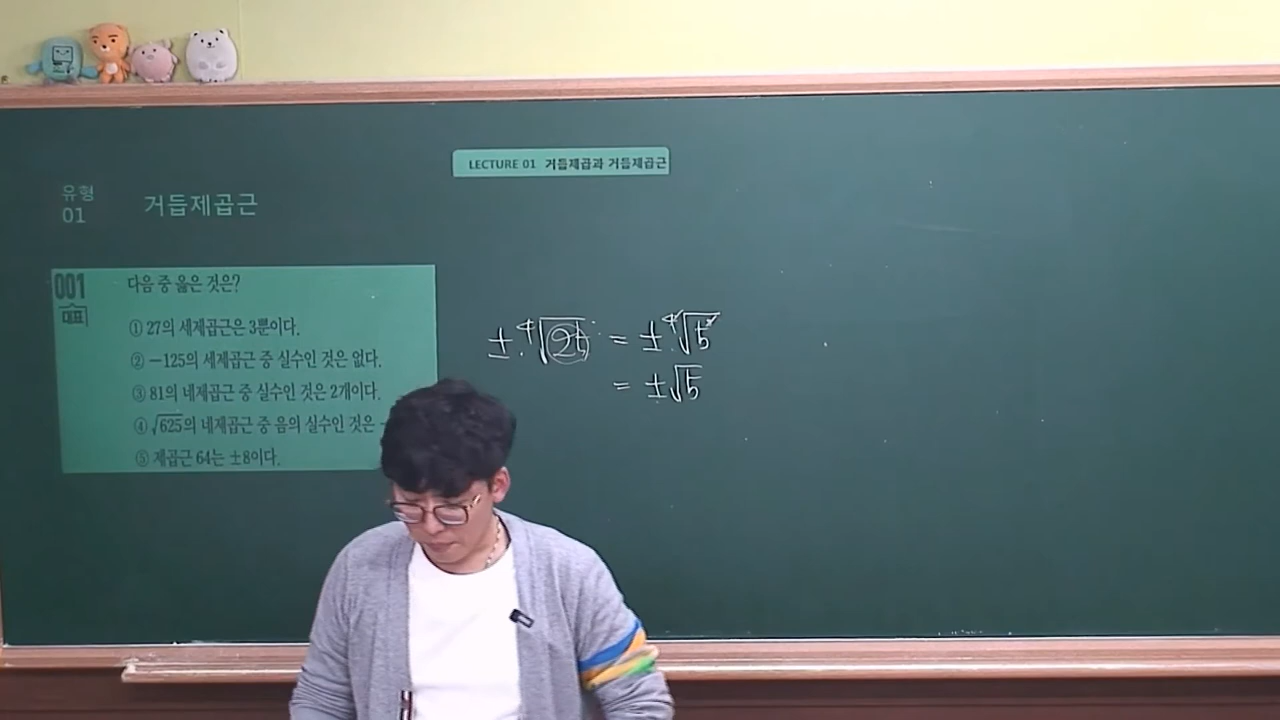 LECTURE 01 거듭제곱과 거듭제곱근
유형
01
거듭제곱근
001
대표
다음 중 옳은 것은?
① 27의 세제곱근은 3뿐이다.
② −125의 세제곱근 중 실수인 것은 없다.
③ 81의 네제곱근 중 실수인 것은 2개이다.
④ √625의 네제곱근 중 음의 실수인 것은 -
⑤ 제곱근 64는 ±8이다.
± ⁴√25 = ± ⁴√5²
= ±√5